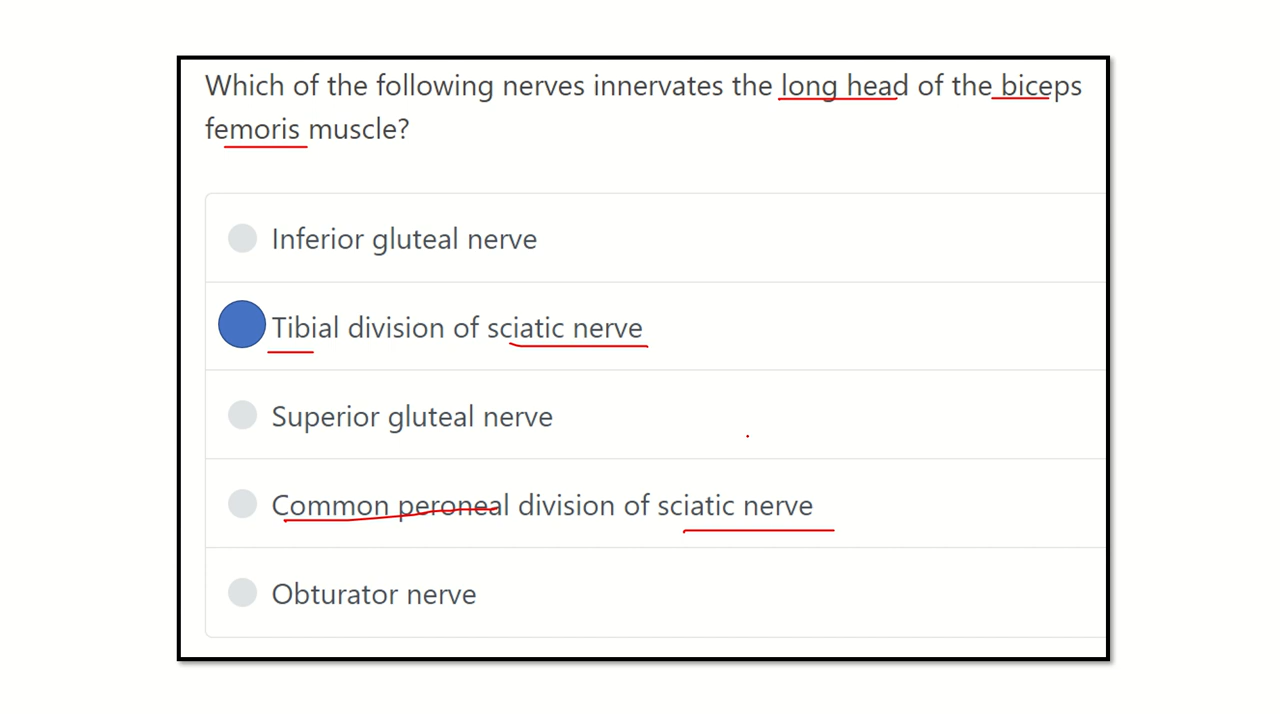 Which of the following nerves innervates the long head of the biceps
femoris muscle?
Inferior gluteal nerve
Tibial division of sciatic nerve
Superior gluteal nerve
Common peroneal division of sciatic nerve
Obturator nerve